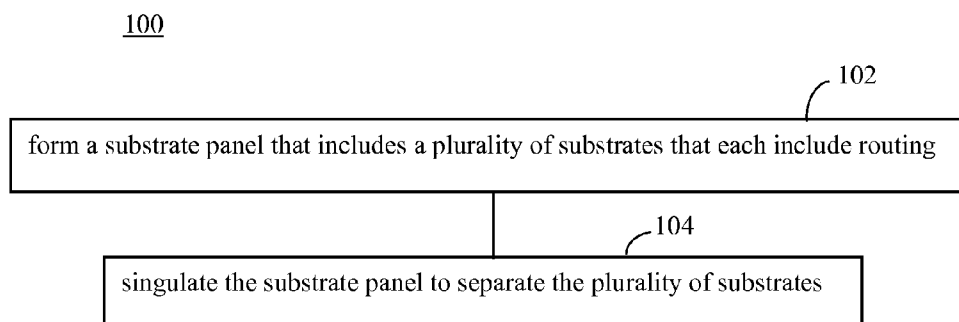 100
102
form a substrate panel that includes a plurality of substrates that each include routing
104
singulate the substrate panel to separate the plurality of substrates